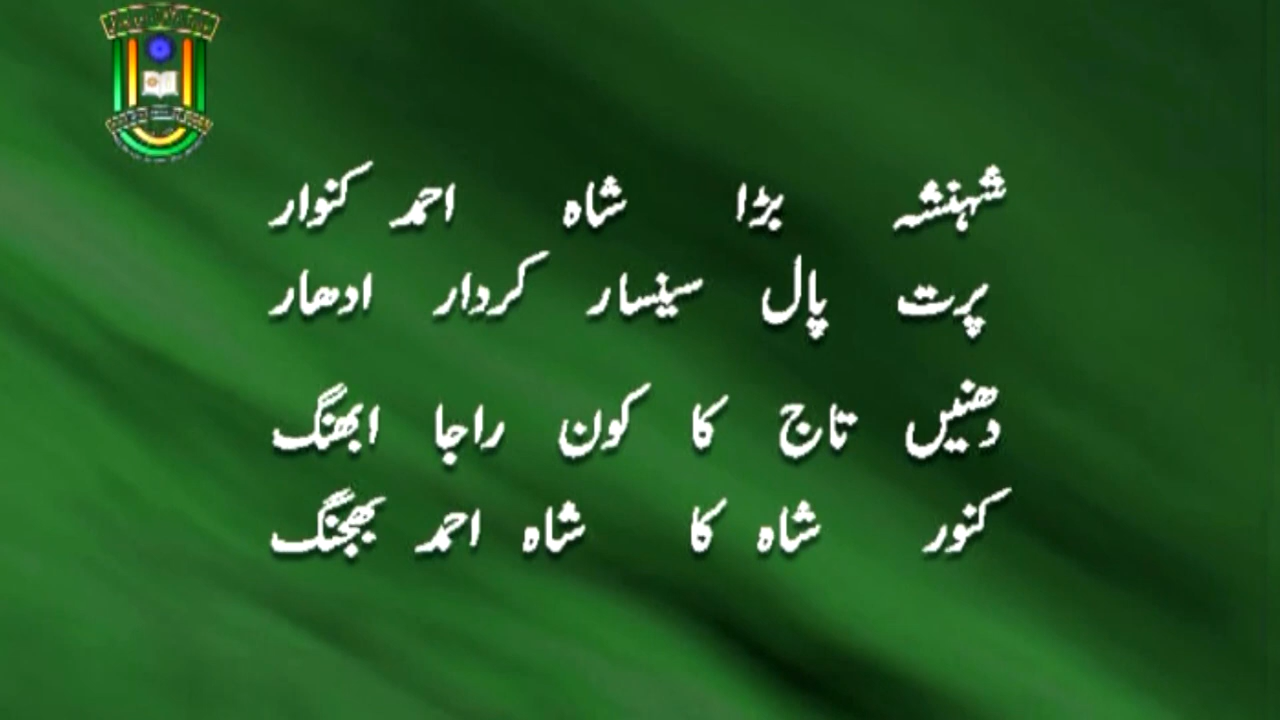 شہنشہ بڑا شاہ احمد کنوار
پرت پال سینسار کردار ادھار
دھنیں تاج کا کون راجا ابھنگ
کنور شاہ کا شاہ احمد بھجنگ